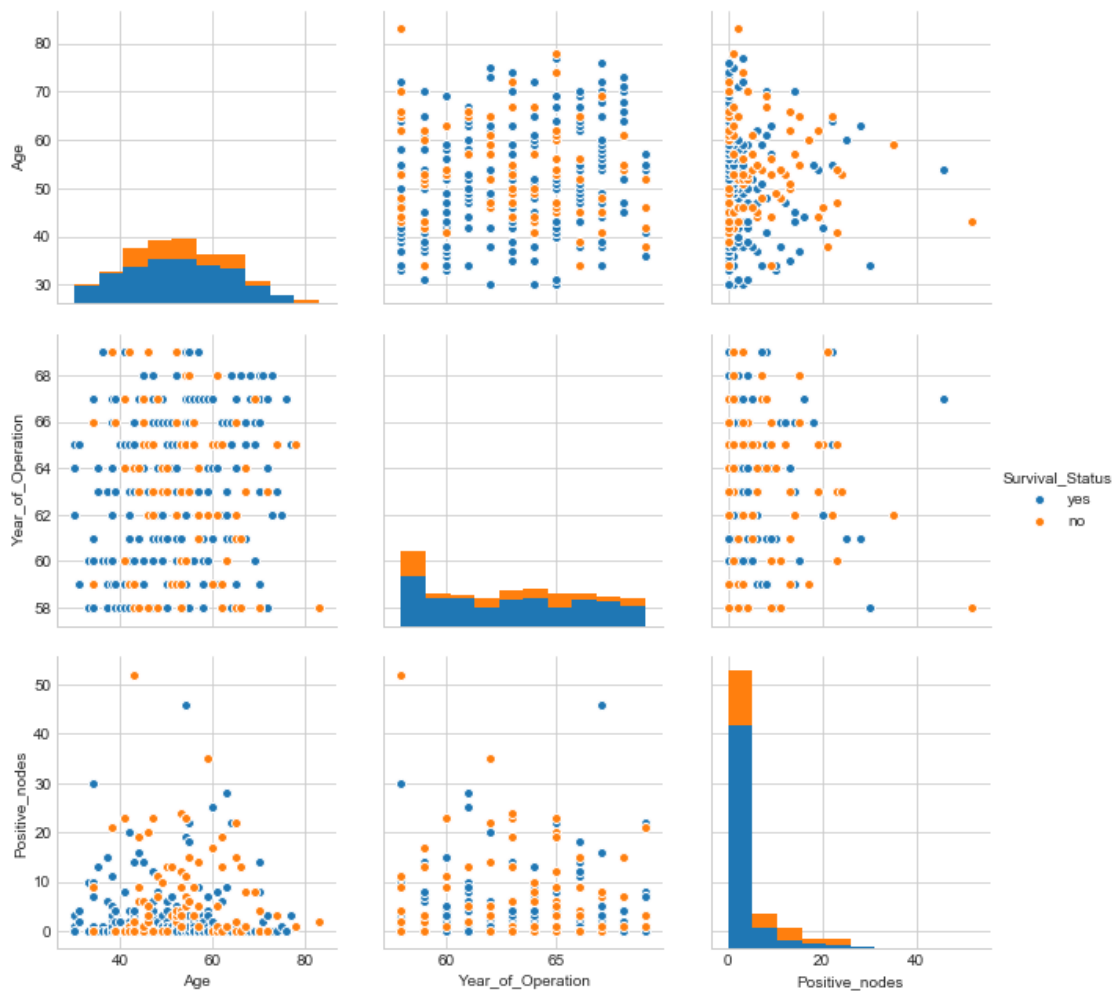 80
70
60
50
40
30
Age
68
66
64
62
60
58
Year_of_Operation
Survival_Status
yes
no
50
40
30
20
10
0
Positive_nodes
40 60 80
Age
60 65
Year_of_Operation
0 20 40
Positive_nodes